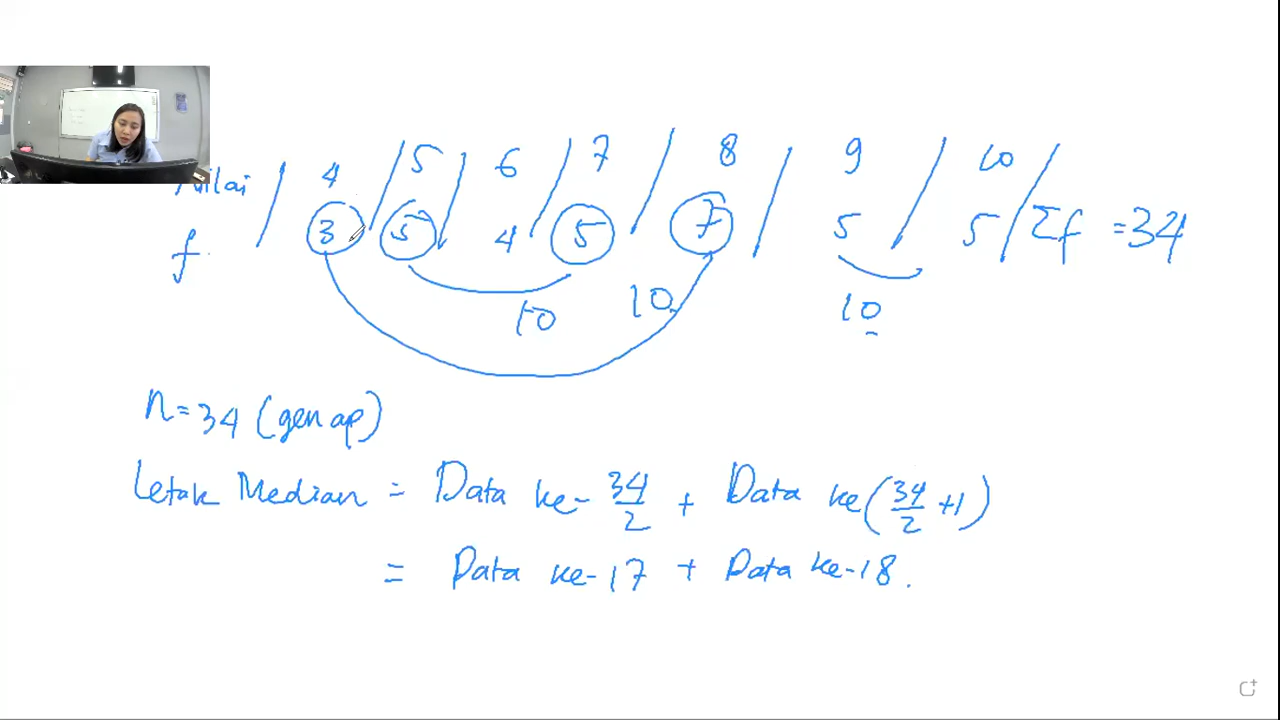 Nilai / 4 / 5 / 6 / 7 / 8 / 9 / 10 /
f 3 5 4 5 7 5 5 Σf = 34
10 10 10
n = 34 (genap)
Letak Median = Data ke- 34/2 + Data ke (34/2 + 1)
= Data ke-17 + Data ke-18.